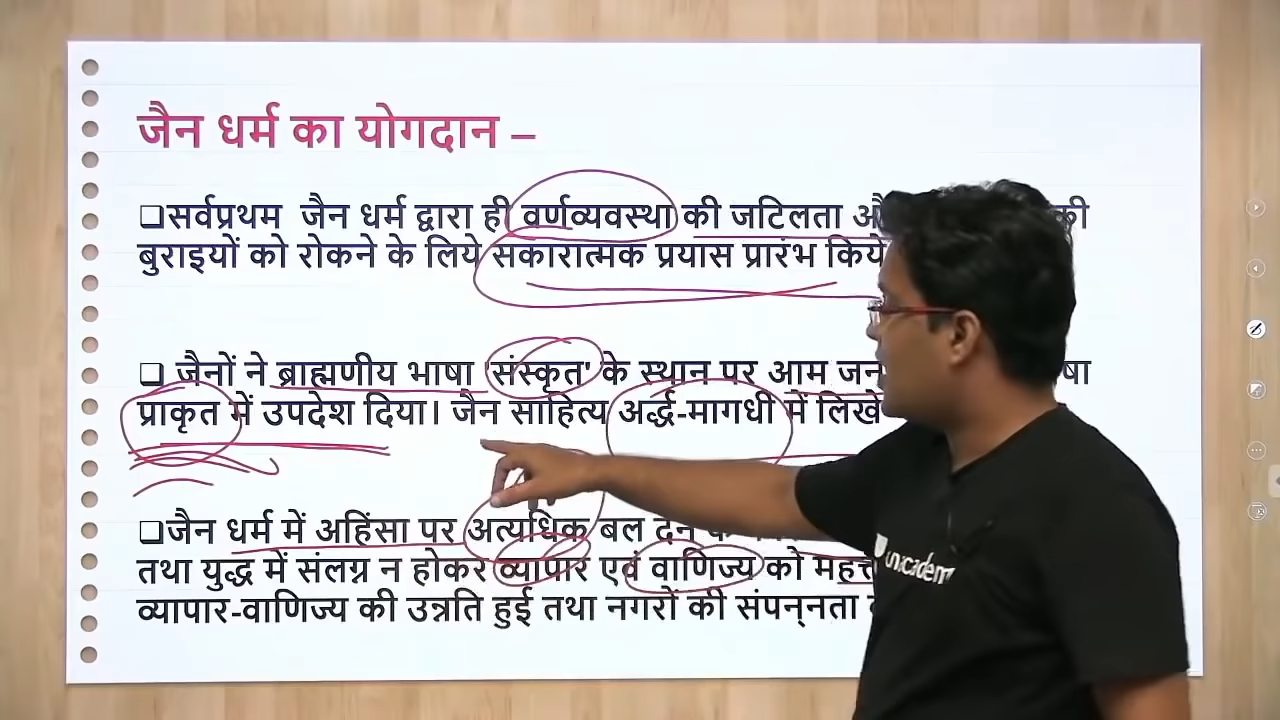 जैन धर्म का योगदान –
❑सर्वप्रथम जैन धर्म द्वारा ही वर्णव्यवस्था की जटिलता की
बुराइयों को रोकने के लिये सकारात्मक प्रयास प्रारंभ किये
❑ जैनों ने ब्राह्मणीय भाषा 'संस्कृत' के स्थान पर आम जन
प्राकृत में उपदेश दिया। जैन साहित्य अर्द्ध-मागधी में लिखे
❑जैन धर्म में अहिंसा पर अत्यधिक बल
तथा युद्ध में संलग्न न होकर व्यापार एवं वाणिज्य को
व्यापार-वाणिज्य की उन्नति हुई तथा नगरों की संपन्नता
unacademy